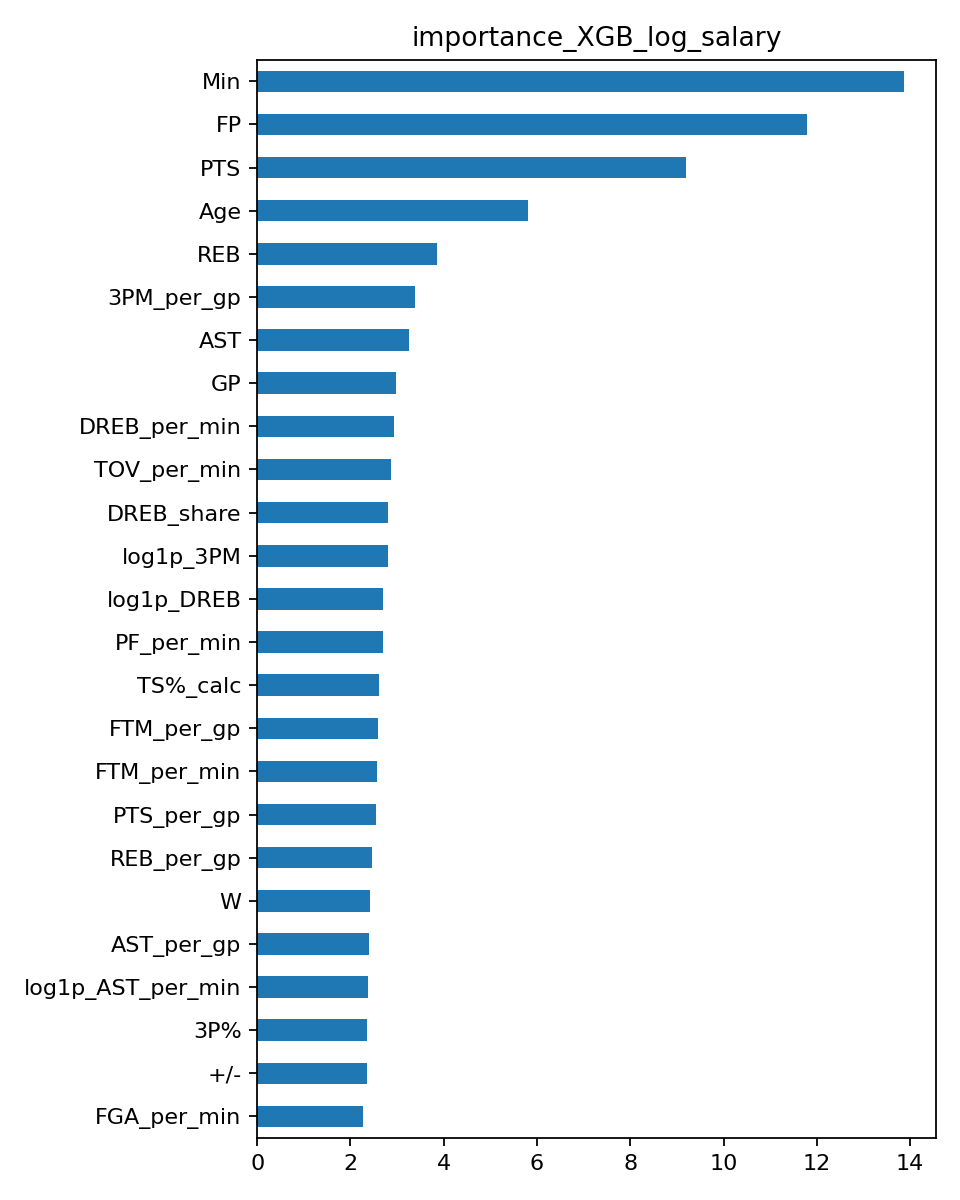 importance_XGB_log_salary
Min
FP
PTS
Age
REB
3PM_per_gp
AST
GP
DREB_per_min
TOV_per_min
DREB_share
log1p_3PM
log1p_DREB
PF_per_min
TS%_calc
FTM_per_gp
FTM_per_min
PTS_per_gp
REB_per_gp
W
AST_per_gp
log1p_AST_per_min
3P%
+/-
FGA_per_min
0 2 4 6 8 10 12 14